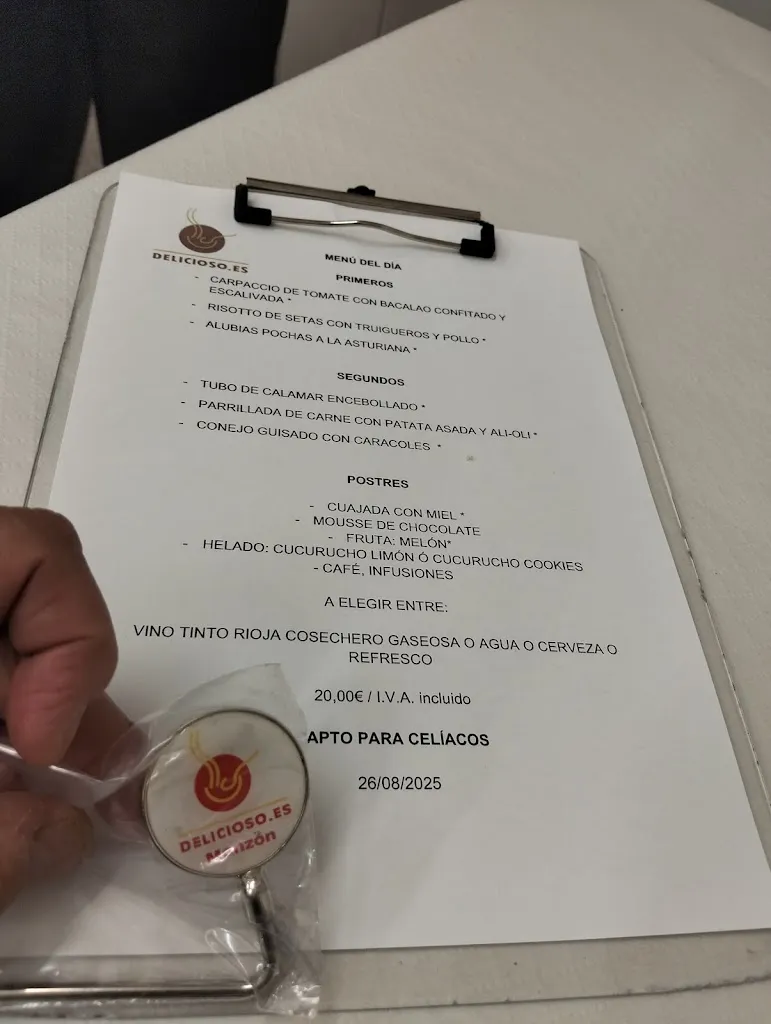 DELICIOSO.ES
MENÚ DEL DÍA
PRIMEROS
- CARPACCIO DE TOMATE CON BACALAO CONFITADO Y
ESCALIVADA *
- RISOTTO DE SETAS CON TRUIGUEROS Y POLLO *
- ALUBIAS POCHAS A LA ASTURIANA *
SEGUNDOS
- TUBO DE CALAMAR ENCEBOLLADO *
- PARRILLADA DE CARNE CON PATATA ASADA Y ALI-OLI *
- CONEJO GUISADO CON CARACOLES *
POSTRES
- CUAJADA CON MIEL *
- MOUSSE DE CHOCOLATE
- FRUTA: MELÓN*
- HELADO: CUCURUCHO LIMÓN Ó CUCURUCHO COOKIES
- CAFÉ, INFUSIONES
A ELEGIR ENTRE:
VINO TINTO RIOJA COSECHERO GASEOSA O AGUA O CERVEZA O
REFRESCO
20,00€ / I.V.A. incluido
APTO PARA CELÍACOS
26/08/2025
DELICIOSO.ES